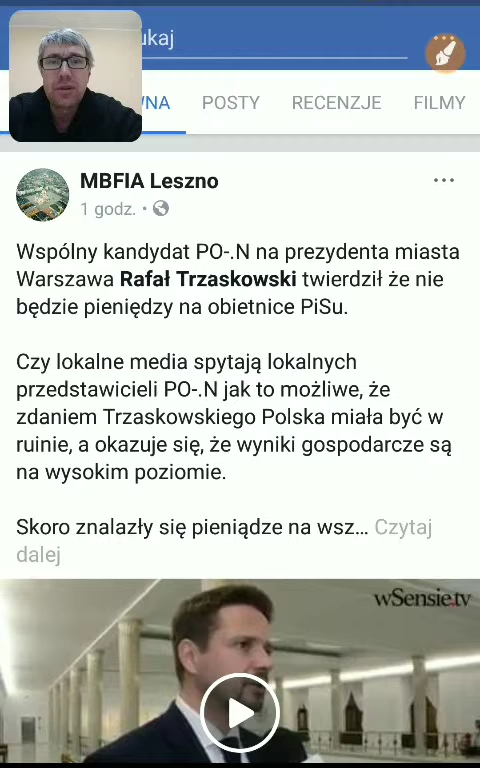 ukaj
WNA POSTY RECENZJE FILMY
MBFIA Leszno
1 godz.
Wspólny kandydat PO-.N na prezydenta miasta
Warszawa Rafał Trzaskowski twierdził że nie
będzie pieniędzy na obietnice PiSu.
Czy lokalne media spytają lokalnych
przedstawicieli PO-.N jak to możliwe, że
zdaniem Trzaskowskiego Polska miała być w
ruinie, a okazuje się, że wyniki gospodarcze są
na wysokim poziomie.
Skoro znalazły się pieniądze na wsz... Czytaj
dalej
wSensie.tv